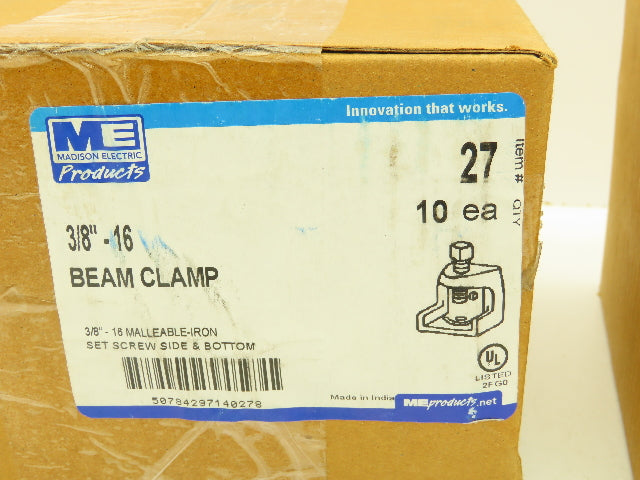 Innovation that works.
ME
MADISON ELECTRIC
Products
27
Item #
10 ea
QTY
3/8" - 16
BEAM CLAMP
3/8" - 16 MALLEABLE-IRON
SET SCREW SIDE & BOTTOM
50784297140278
UL
LISTED
2FG0
Made in India
MEproducts.net